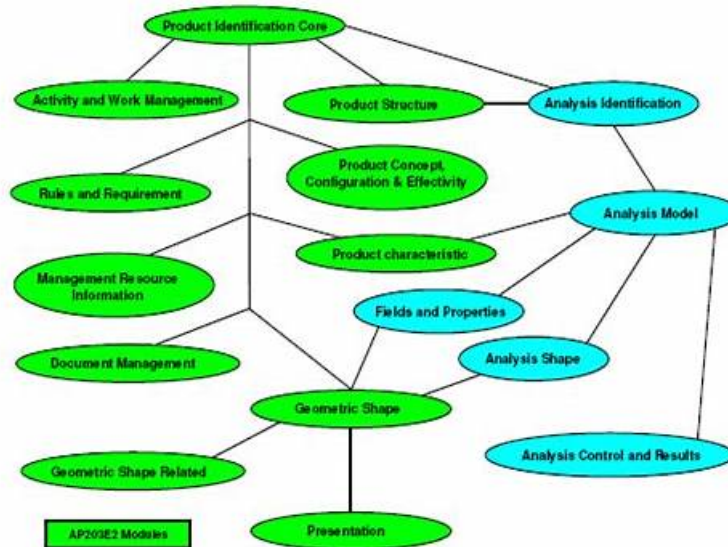 Product Identification Core
Activity and Work Management
Product Structure
Analysis Identification
Product Concept,
Configuration & Effectivity
Rules and Requirement
Analysis Model
Product characteristic
Management Resource
Information
Fields and Properties
Analysis Shape
Document Management
Geometric Shape
Analysis Control and Results
Geometric Shape Related
AP203E2 Modules
Presentation